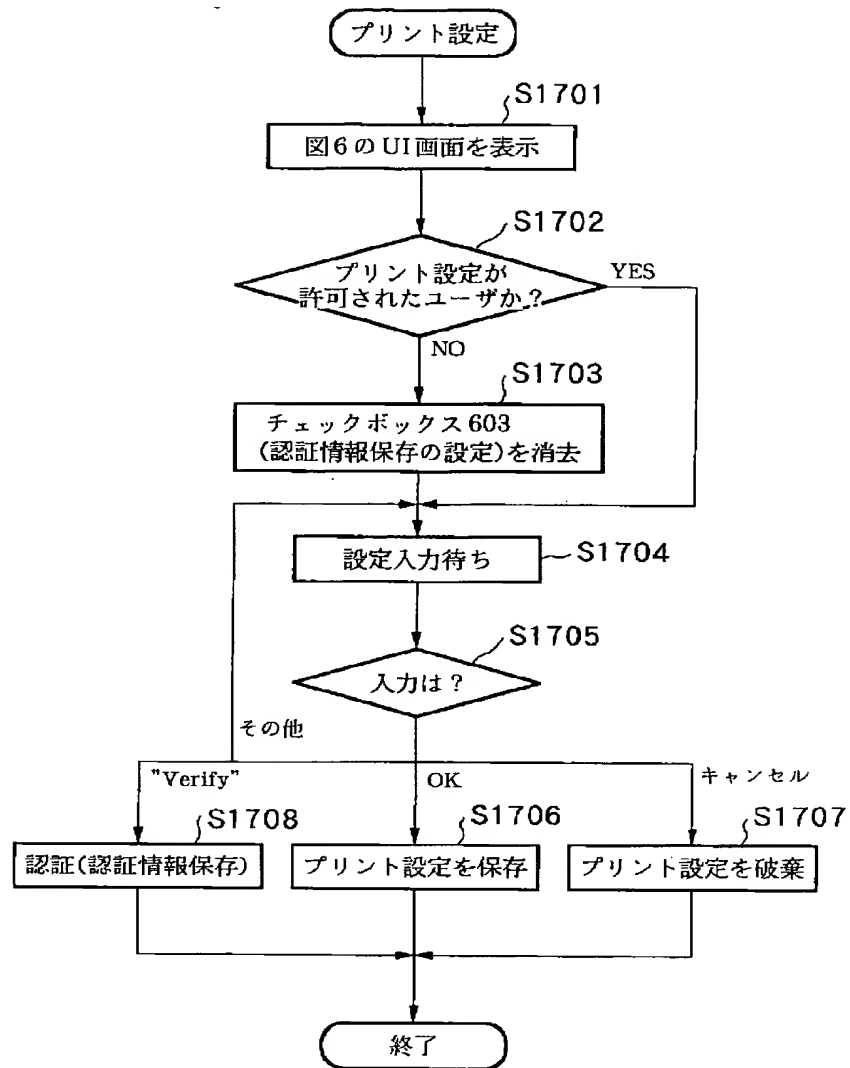 プリント設定
S1701
図6のUI画面を表示
S1702
プリント設定が
許可されたユーザか?
YES
NO
S1703
チェックボックス603
(認証情報保存の設定)を消去
設定入力待ち
S1704
S1705
入力は?
その他
"Verify"
OK
キャンセル
S1708
S1706
S1707
認証(認証情報保存)
プリント設定を保存
プリント設定を破棄
終了